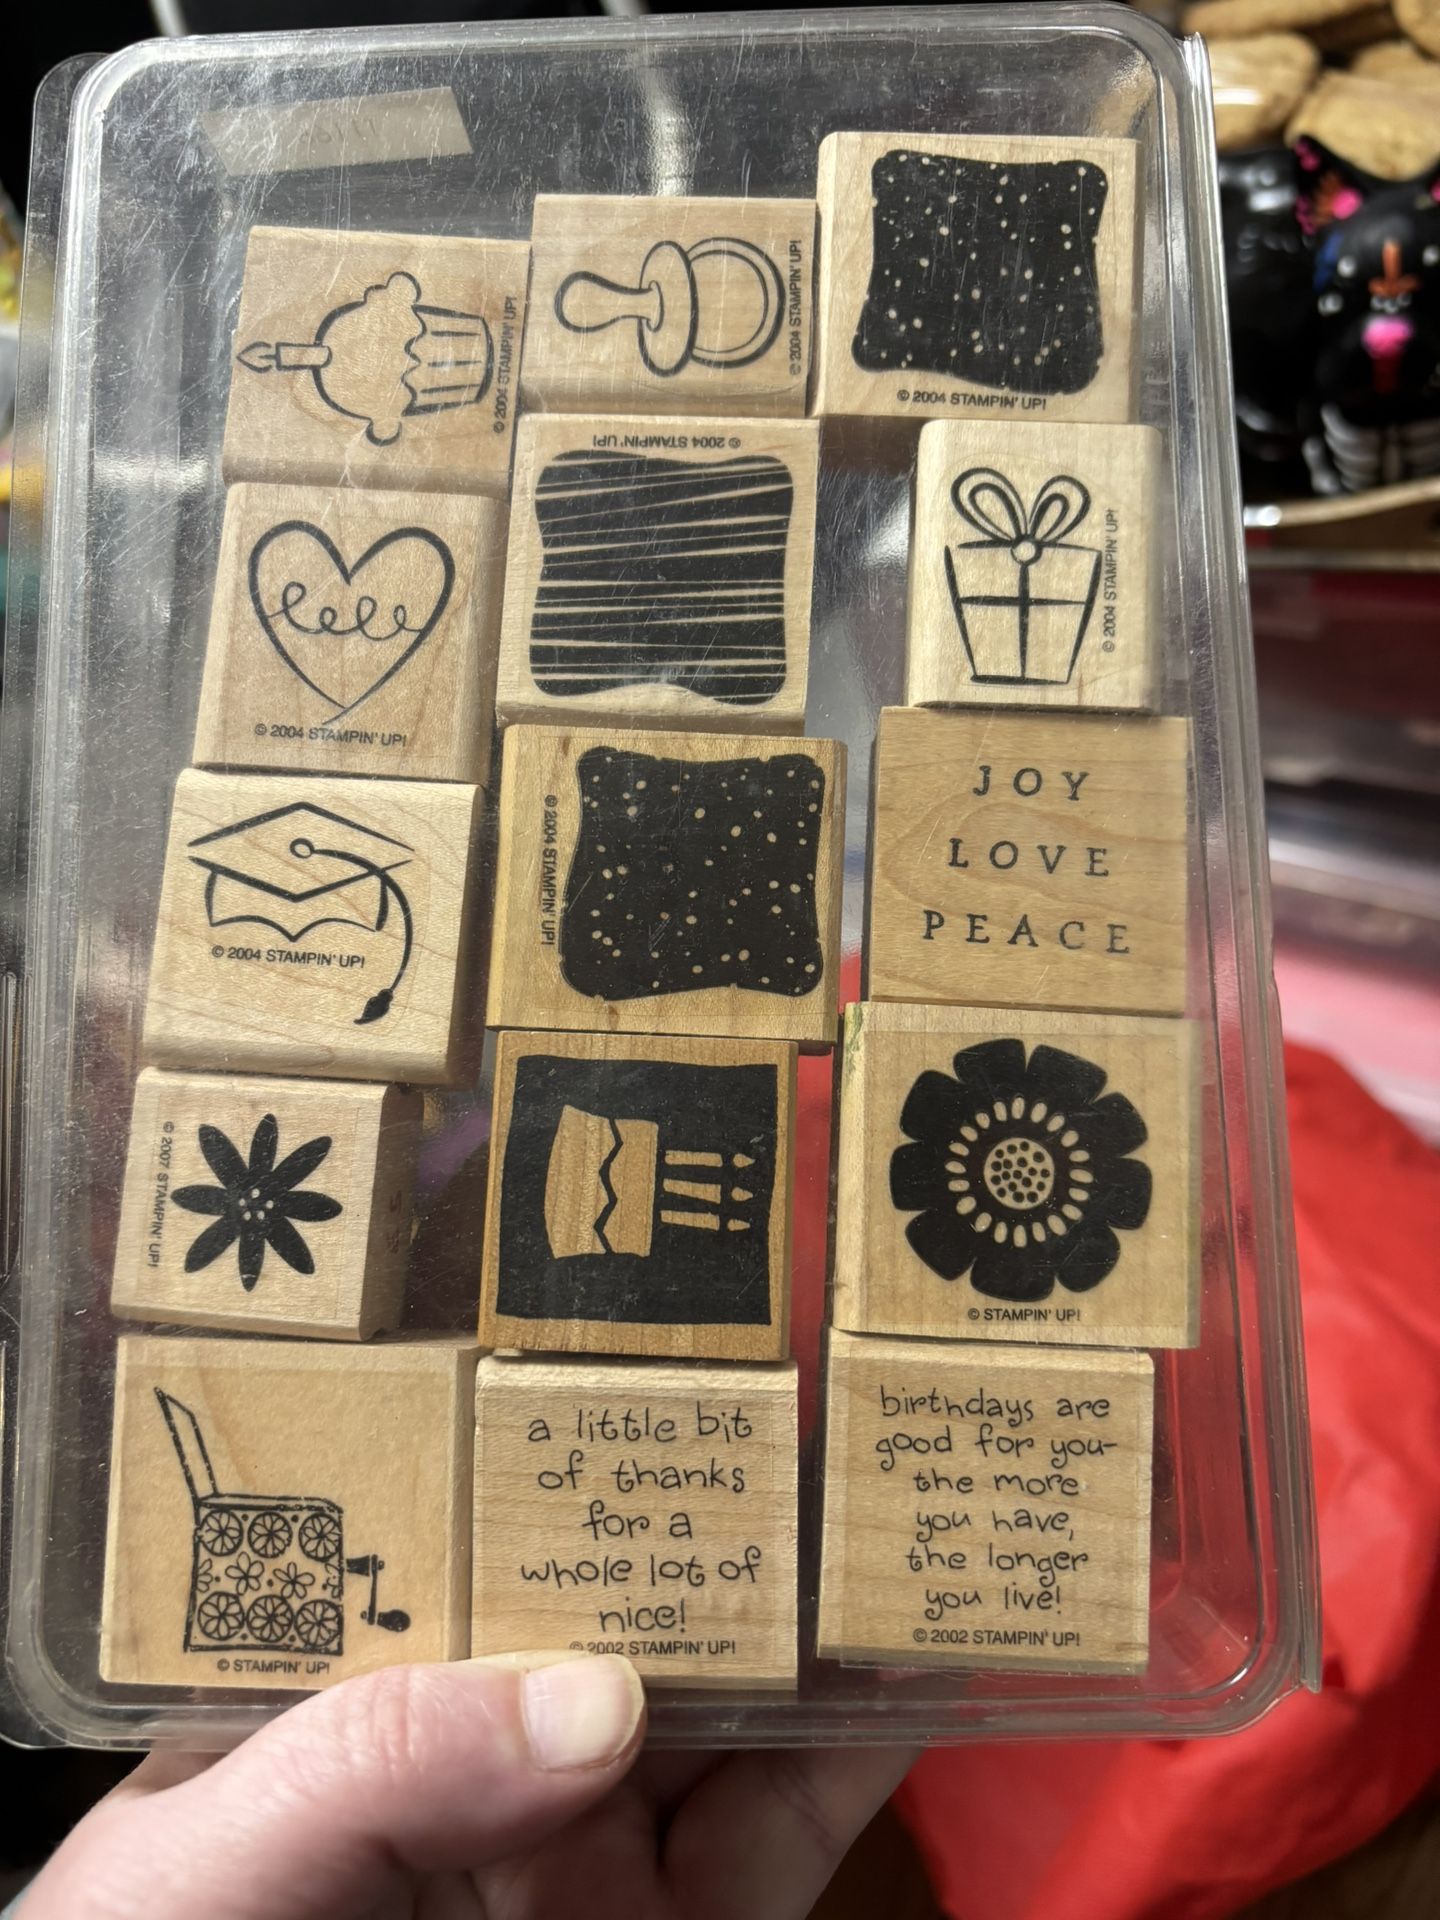 © 2004 STAMPIN' UP!
© 2004 STAMPIN' UP!
© 2004 STAMPIN' UP!
© 2004 STAMPIN' UP!
© 2004 STAMPIN' UP!
© 2004 STAMPIN' UP!
© 2004 STAMPIN' UP!
© 2004 STAMPIN' UP!
JOY
LOVE
PEACE
© 2007 STAMPIN' UP!
© STAMPIN' UP!
© STAMPIN' UP!
a little bit
of thanks
for a
whole lot of
nice!
© 2002 STAMPIN' UP!
birthdays are
good for you-
the more
you have,
the longer
you live!
© 2002 STAMPIN' UP!